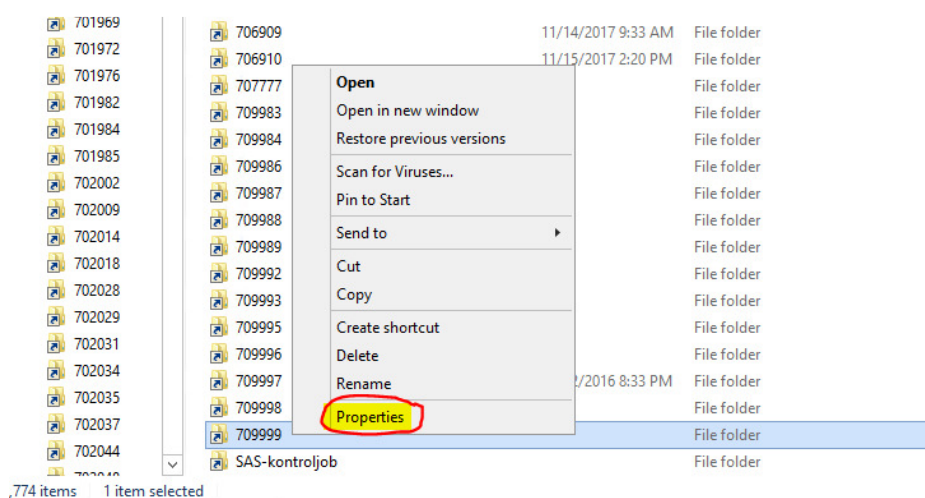 701969
701972
701976
701982
701984
701985
702002
702009
702014
702018
702028
702029
702031
702034
702035
702037
702044
706909 11/14/2017 9:33 AM File folder
706910 11/15/2017 2:20 PM File folder
707777 File folder
709983 File folder
709984 File folder
709986 File folder
709987 File folder
709988 File folder
709989 File folder
709992 File folder
709993 File folder
709995 File folder
709996 File folder
709997 2/2016 8:33 PM File folder
709998 File folder
709999 File folder
SAS-kontroljob File folder
Open
Open in new window
Restore previous versions
Scan for Viruses...
Pin to Start
Send to
Cut
Copy
Create shortcut
Delete
Rename
Properties
,774 items 1 item selected